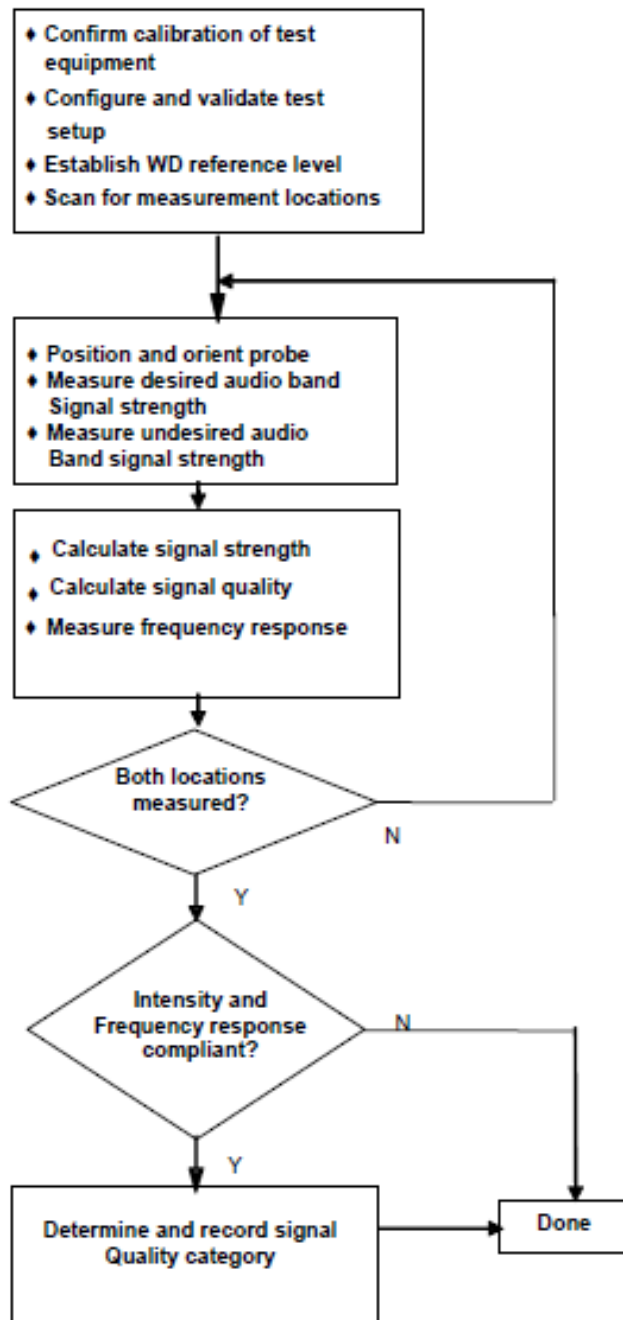 ♦ Confirm calibration of test
equipment
♦ Configure and validate test
setup
♦ Establish WD reference level
♦ Scan for measurement locations
♦ Position and orient probe
♦ Measure desired audio band
Signal strength
♦ Measure undesired audio
Band signal strength
♦ Calculate signal strength
♦ Calculate signal quality
♦ Measure frequency response
Both locations
measured?
N
Y
Intensity and
Frequency response
compliant?
N
Y
Determine and record signal
Quality category
Done